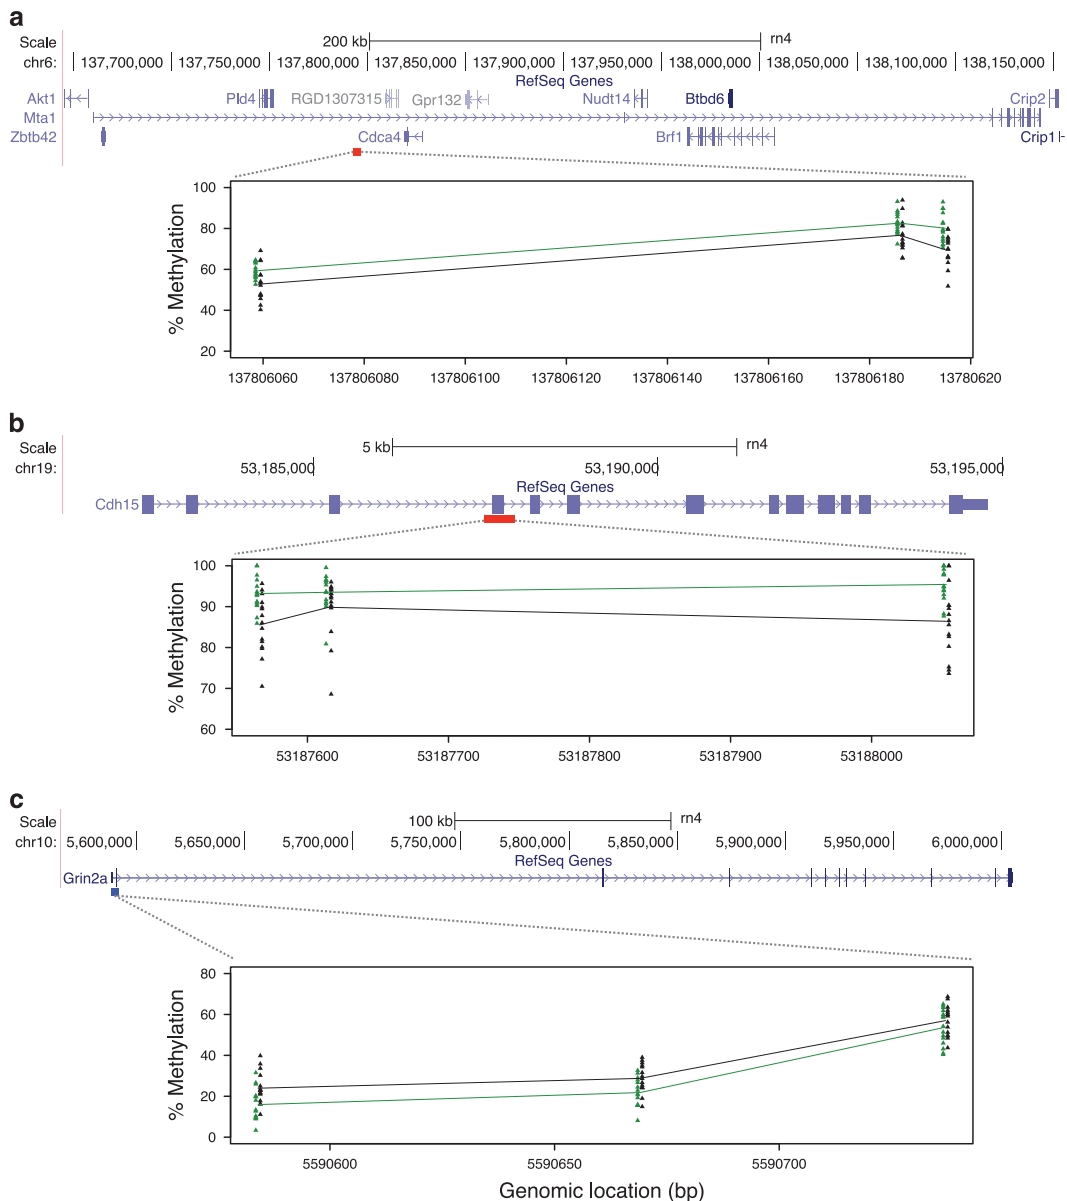 a
Scale 200 kb rn4
chr6: 137,700,000 137,750,000 137,800,000 137,850,000 137,900,000 137,950,000 138,000,000 138,050,000 138,100,000 138,150,000
RefSeq Genes
Akt1 Pld4 RGD1307315 Gpr132 Nudt14 Btbd6 Crip2
Mta1
Zbtb42 Cdca4 Brf1 Crip1
% Methylation
100
80
60
40
20
137806060 137806080 137806100 137806120 137806140 137806160 137806180 13780620
b
Scale 5 kb rn4
chr19: 53,185,000 53,190,000 53,195,000
RefSeq Genes
Cdh15
% Methylation
100
90
80
70
60
53187600 53187700 53187800 53187900 53188000
c
Scale 100 kb rn4
chr10: 5,600,000 5,650,000 5,700,000 5,750,000 5,800,000 5,850,000 5,900,000 5,950,000 6,000,000
RefSeq Genes
Grin2a
% Methylation
80
60
40
20
0
5590600 5590650 5590700
Genomic location (bp)